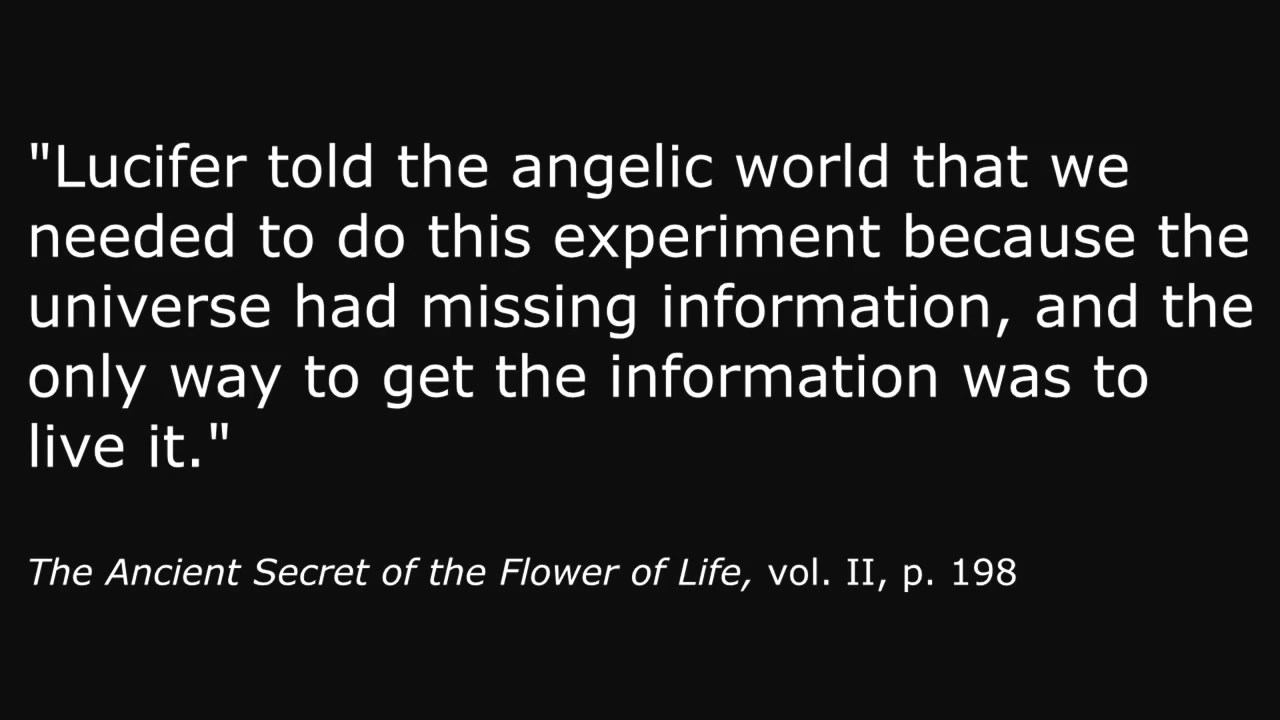 "Lucifer told the angelic world that we
needed to do this experiment because the
universe had missing information, and the
only way to get the information was to
live it."
The Ancient Secret of the Flower of Life, vol. II, p. 198